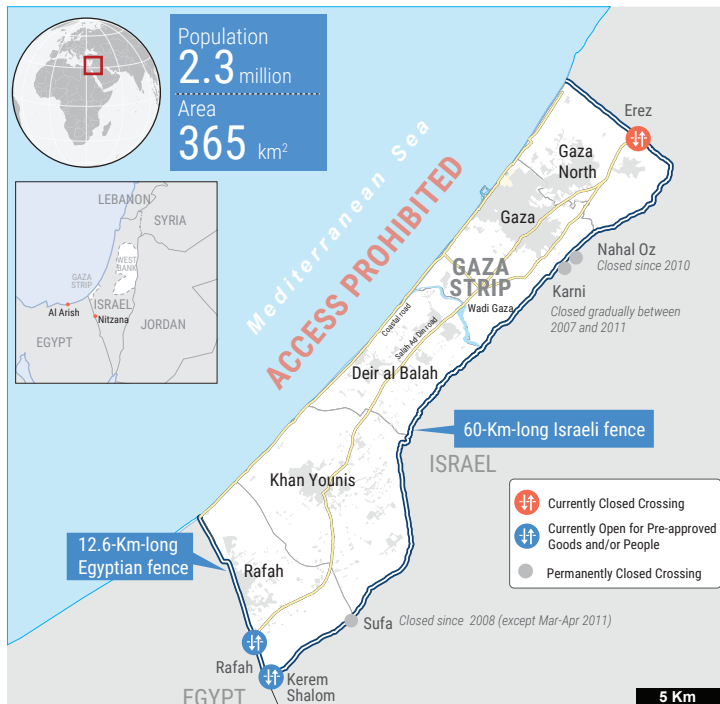 Population
2.3 million
Area
365 km²
Mediterranean Sea
ACCESS PROHIBITED
LEBANON
SYRIA
WEST
BANK
GAZA
STRIP
Al Arish
ISRAEL
Nitzana
JORDAN
EGYPT
Erez
Gaza
North
Gaza
Nahal Oz
Closed since 2010
Karni
Closed gradually between
2007 and 2011
GAZA
STRIP
Wadi Gaza
Coastal road
Salah Ad Din road
Deir al Balah
60-Km-long Israeli fence
ISRAEL
Khan Younis
12.6-Km-long
Egyptian fence
Rafah
Sufa Closed since 2008 (except Mar-Apr 2011)
Rafah
Kerem
Shalom
EGYPT
Currently Closed Crossing
Currently Open for Pre-approved
Goods and/or People
Permanently Closed Crossing
5 Km